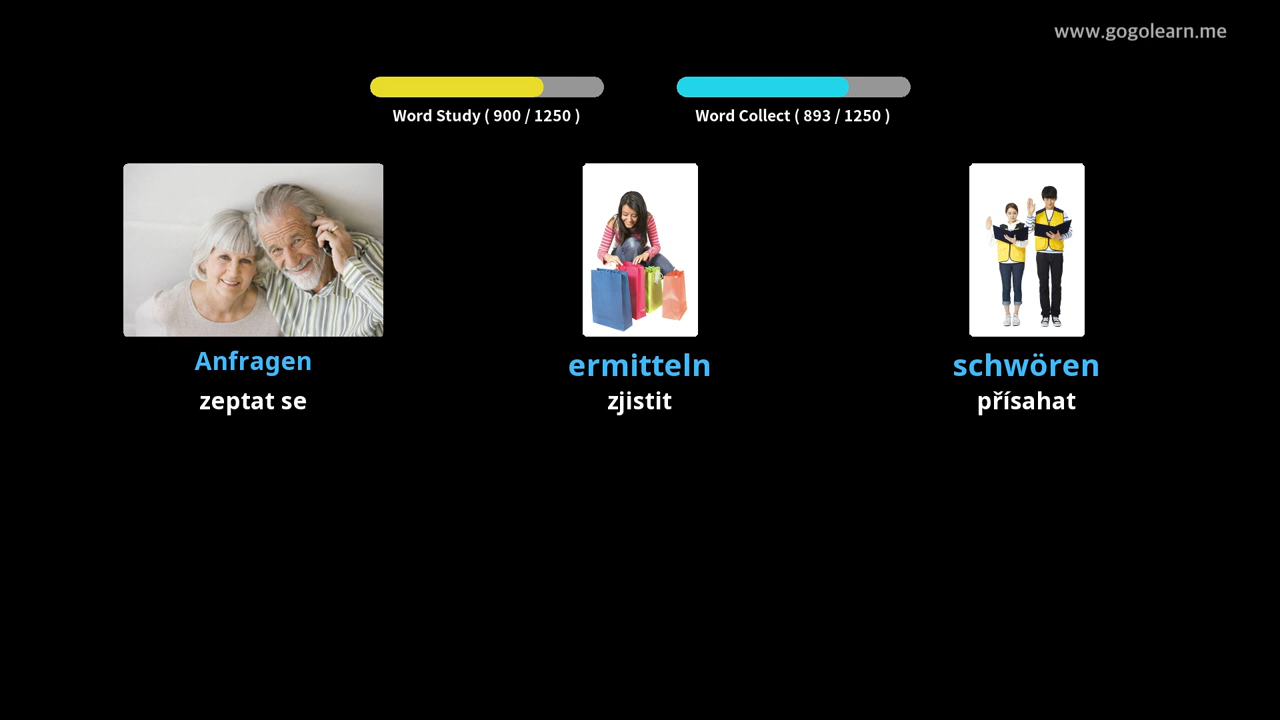 www.gogolearn.me
Word Study ( 900 / 1250 )
Word Collect ( 893 / 1250 )
Anfragen
zeptat se
ermitteln
zjistit
schwören
přísahat